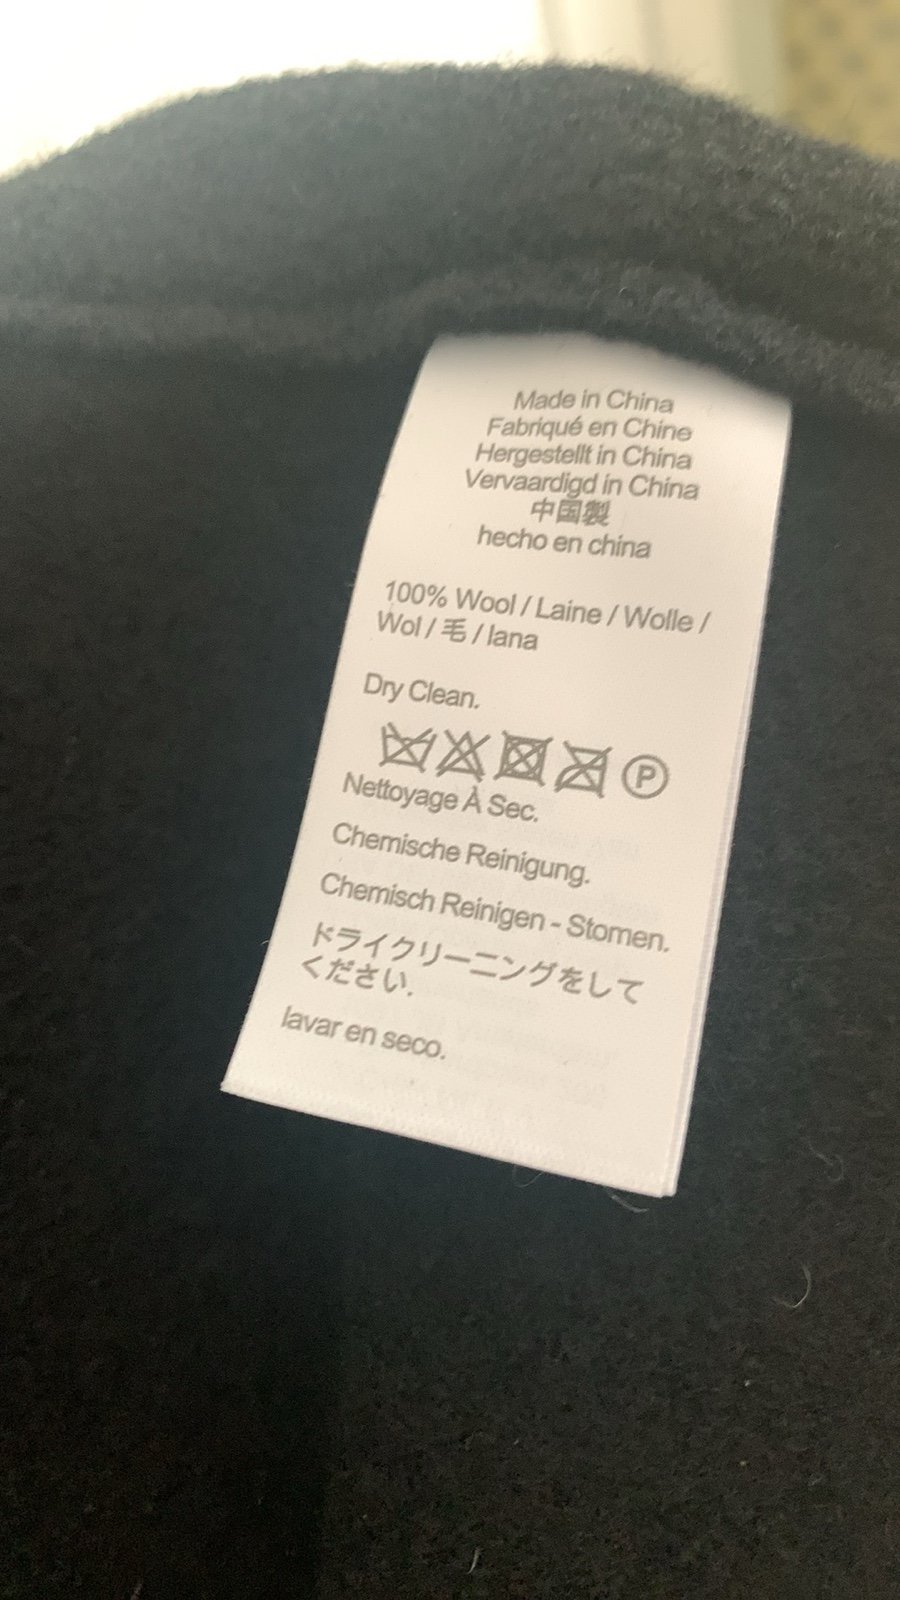 Made in China
Fabriqué en Chine
Hergestellt in China
Vervaardigd in China
中国製
hecho en china
100% Wool / Laine / Wolle /
Wol / 毛 / lana
Dry Clean.
P
Nettoyage À Sec.
Chemische Reinigung.
Chemisch Reinigen - Stomen.
ドライクリーニングをして
ください.
lavar en seco.